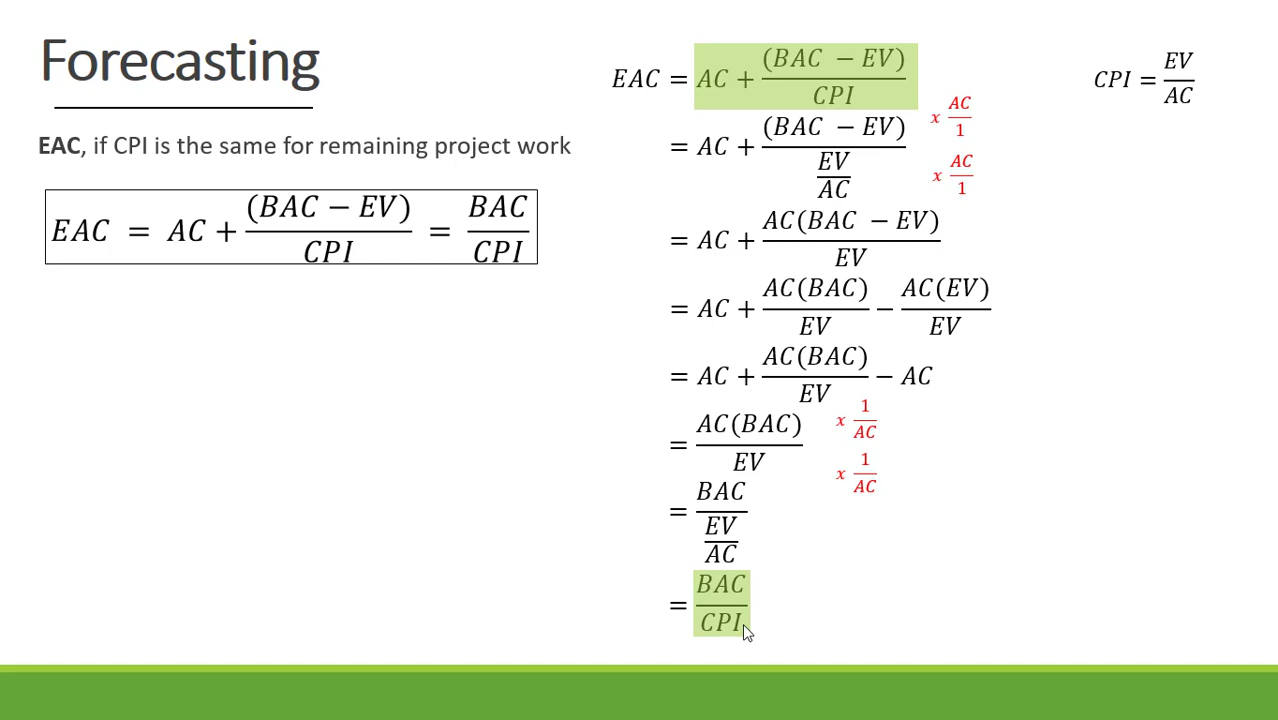 Forecasting
EAC, if CPI is the same for remaining project work
EAC = AC + (BAC − EV)/CPI = BAC/CPI
EAC = AC + (BAC − EV)/CPI
= AC + (BAC − EV)/(EV/AC) x AC/1 x AC/1
= AC + AC(BAC − EV)/EV
= AC + AC(BAC)/EV − AC(EV)/EV
= AC + AC(BAC)/EV − AC
= AC(BAC)/EV x 1/AC x 1/AC
= BAC/(EV/AC)
= BAC/CPI
CPI = EV/AC